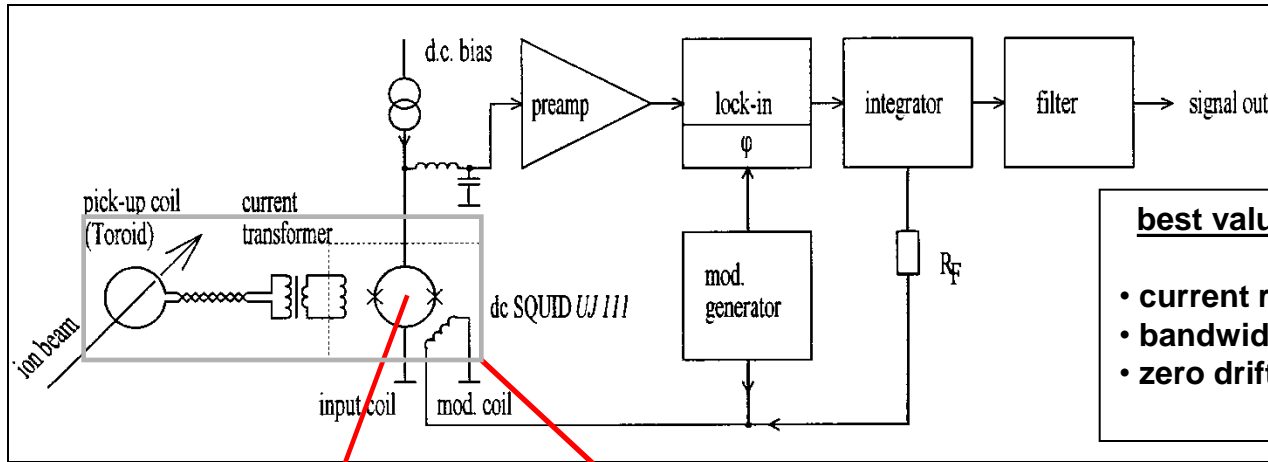 d.c. bias
preamp
lock-in
φ
integrator
filter
signal out
pick-up coil
(Toroid)
current
transformer
ion beam
dc SQUID UJ 111
input coil
mod. coil
mod.
generator
R_F
best valu
• current r
• bandwid
• zero drift